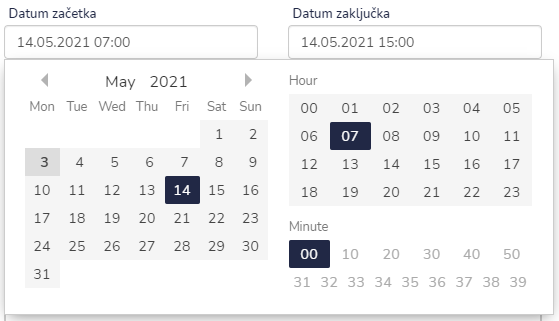 Datum začetka
Datum zaključka
14.05.2021 07:00
14.05.2021 15:00
May 2021
Mon Tue Wed Thu Fri Sat Sun
1 2
3 4 5 6 7 8 9
10 11 12 13 14 15 16
17 18 19 20 21 22 23
24 25 26 27 28 29 30
31
Hour
00 01 02 03 04 05
06 07 08 09 10 11
12 13 14 15 16 17
18 19 20 21 22 23
Minute
00 10 20 30 40 50
31 32 33 34 35 36 37 38 39